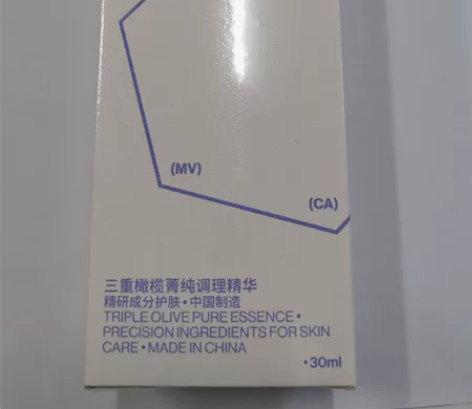 (MV)
(CA)
三重橄榄菁纯调理精华
精研成分护肤•中国制造
TRIPLE OLIVE PURE ESSENCE•
PRECISION INGREDIENTS FOR SKIN
CARE•MADE IN CHINA
•30ml